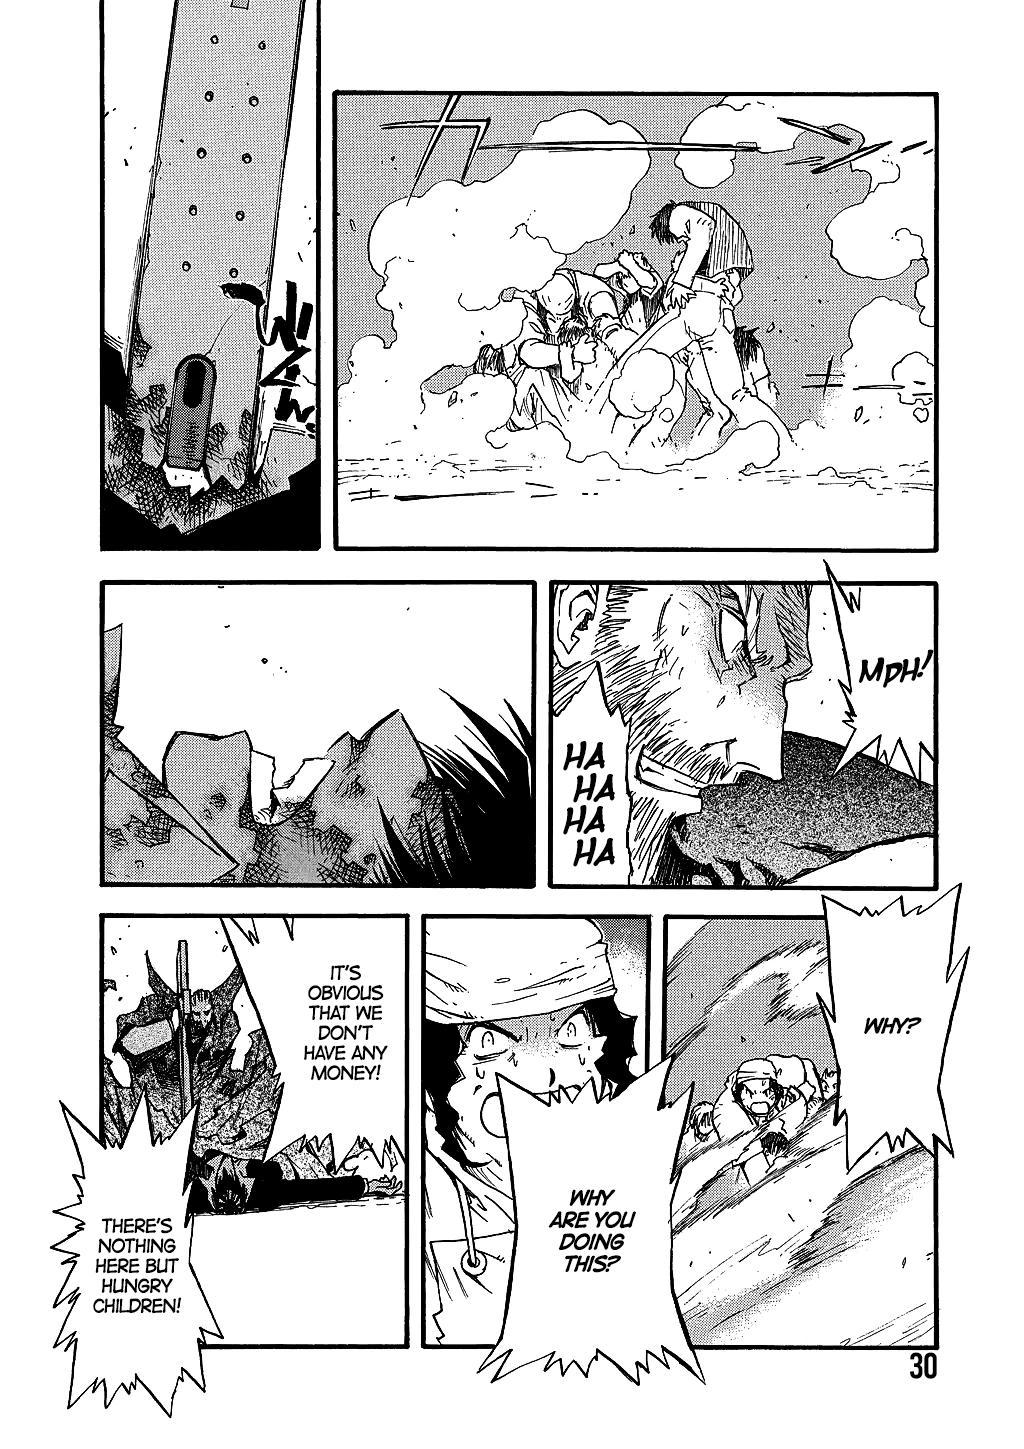 MPH!
HA
HA
HA
HA
WHY?
WHY
ARE YOU
DOING
THIS?
IT'S
OBVIOUS
THAT WE
DON'T
HAVE ANY
MONEY!
THERE'S
NOTHING
HERE BUT
HUNGRY
CHILDREN!
30